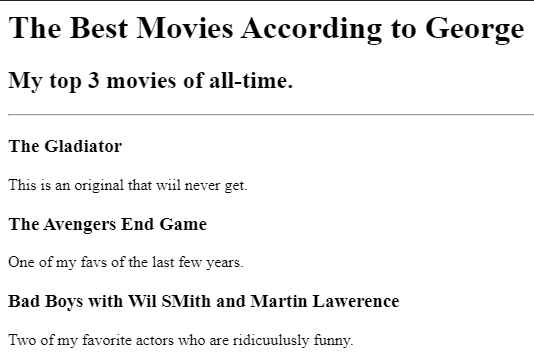 The Best Movies According to George
My top 3 movies of all-time.
The Gladiator
This is an original that wiil never get.
The Avengers End Game
One of my favs of the last few years.
Bad Boys with Wil SMith and Martin Lawerence
Two of my favorite actors who are ridicuulusly funny.